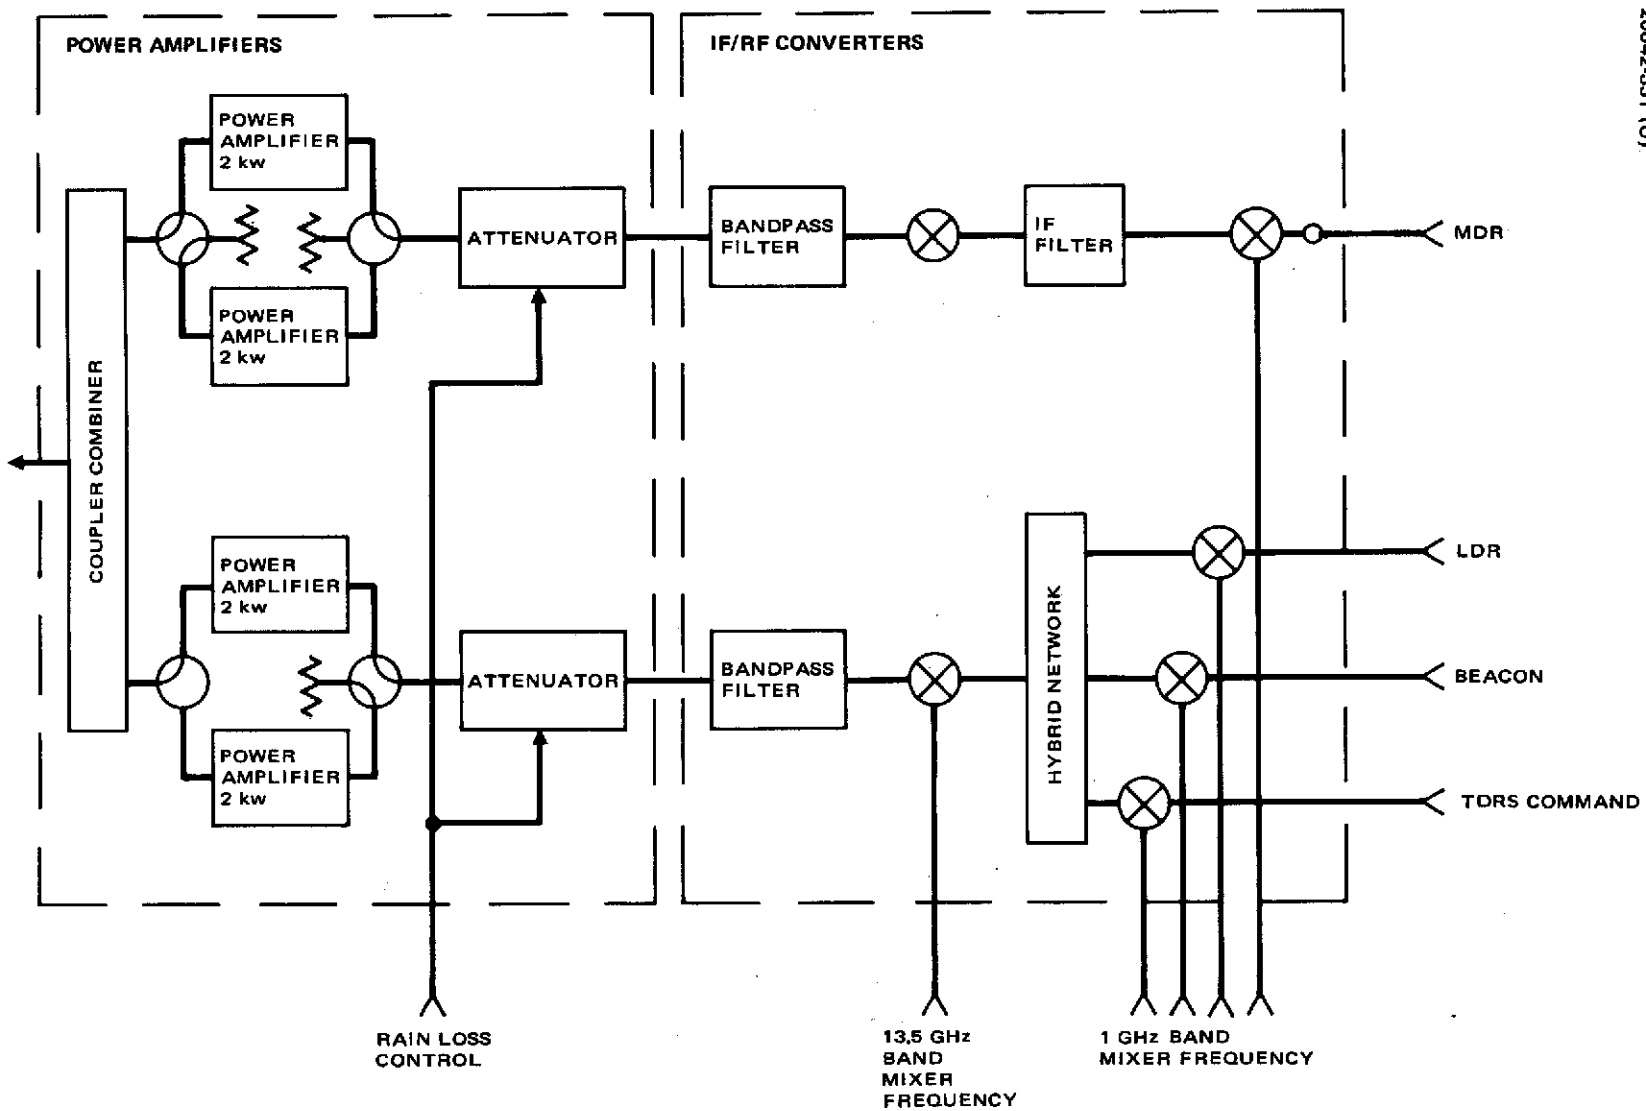 POWER AMPLIFIERS
IF/RF CONVERTERS
POWER
AMPLIFIER
2 kw
POWER
AMPLIFIER
2 kw
ATTENUATOR
BANDPASS
FILTER
IF
FILTER
MDR
COUPLER COMBINER
POWER
AMPLIFIER
2 kw
POWER
AMPLIFIER
2 kw
ATTENUATOR
BANDPASS
FILTER
HYBRID NETWORK
LDR
BEACON
TDRS COMMAND
RAIN LOSS
CONTROL
13.5 GHz
BAND
MIXER
FREQUENCY
1 GHz BAND
MIXER FREQUENCY